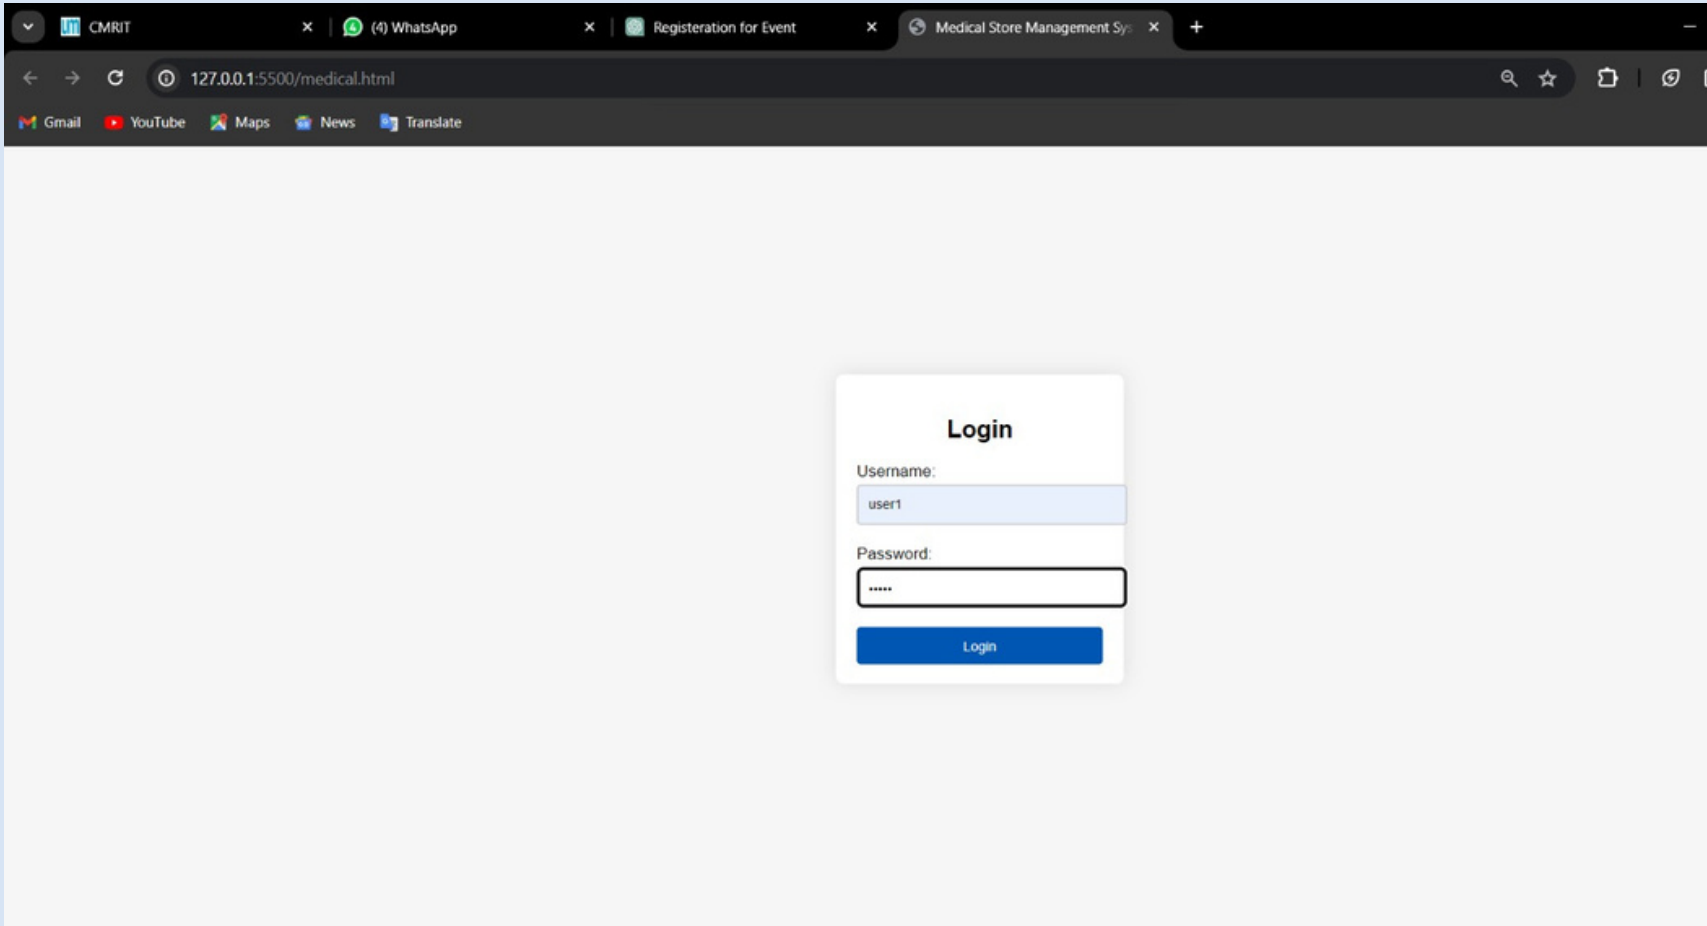 CMRIT (4) WhatsApp Registeration for Event Medical Store Management Sys
127.0.0.1:5500/medical.html
Gmail YouTube Maps News Translate
Login
Username:
user1
Password:
•••••
Login